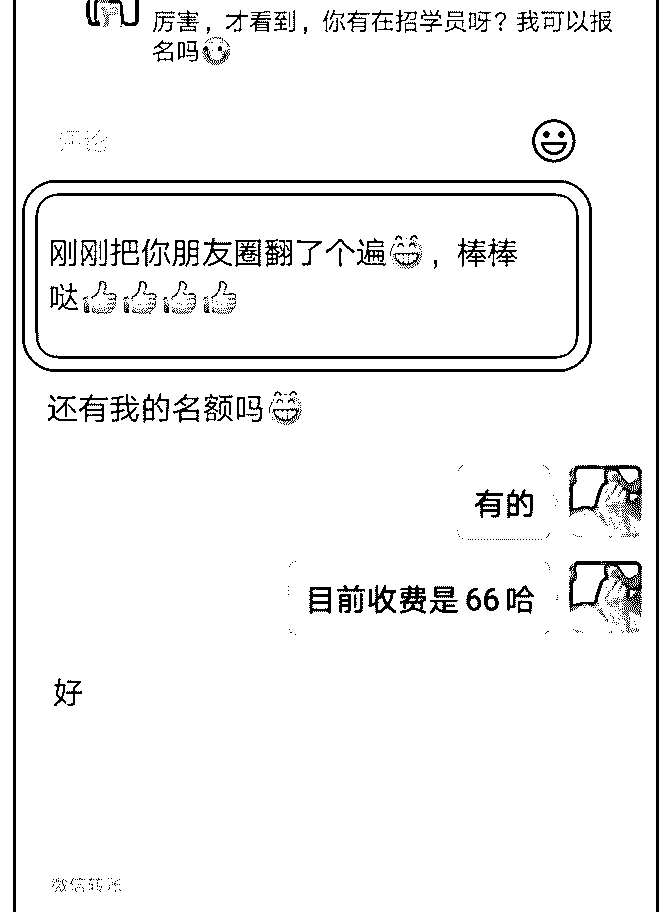 厉害，才看到，你有在招学员呀？我可以报
名吗
评论
刚刚把你朋友圈翻了个遍，棒棒
哒
还有我的名额吗
有的
目前收费是66哈
好
微信转账